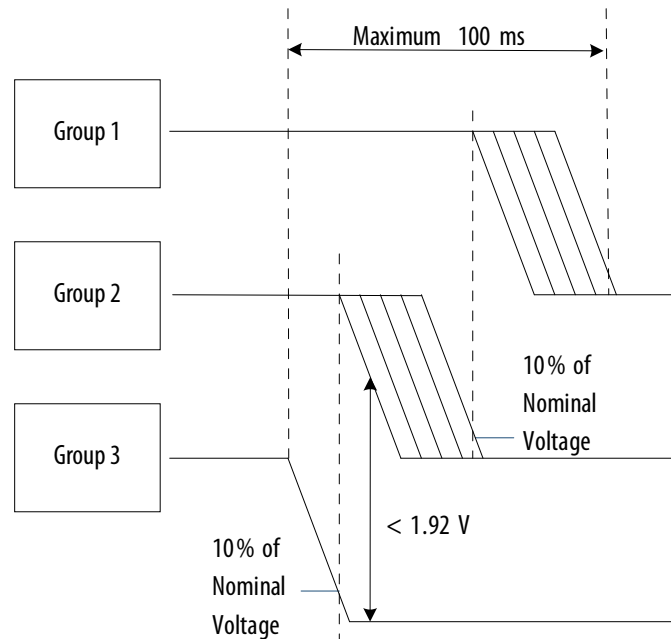 Maximum 100 ms
Group 1
Group 2
10% of
Nominal
Voltage
Group 3
< 1.92 V
10% of
Nominal
Voltage